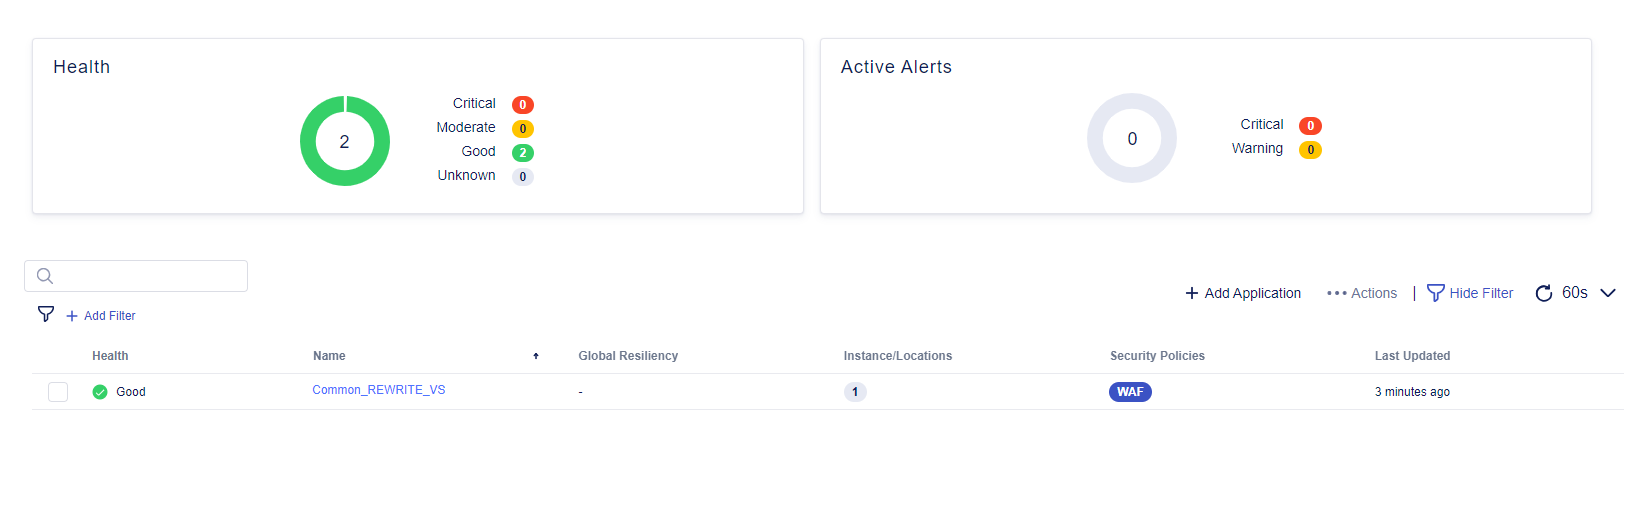 Health
2
Critical 0
Moderate 0
Good 2
Unknown 0
Active Alerts
0
Critical 0
Warning 0
+ Add Application ••• Actions | Hide Filter 60s
+ Add Filter
Health Name Global Resiliency Instance/Locations Security Policies Last Updated
Good Common_REWRITE_VS - 1 WAF 3 minutes ago